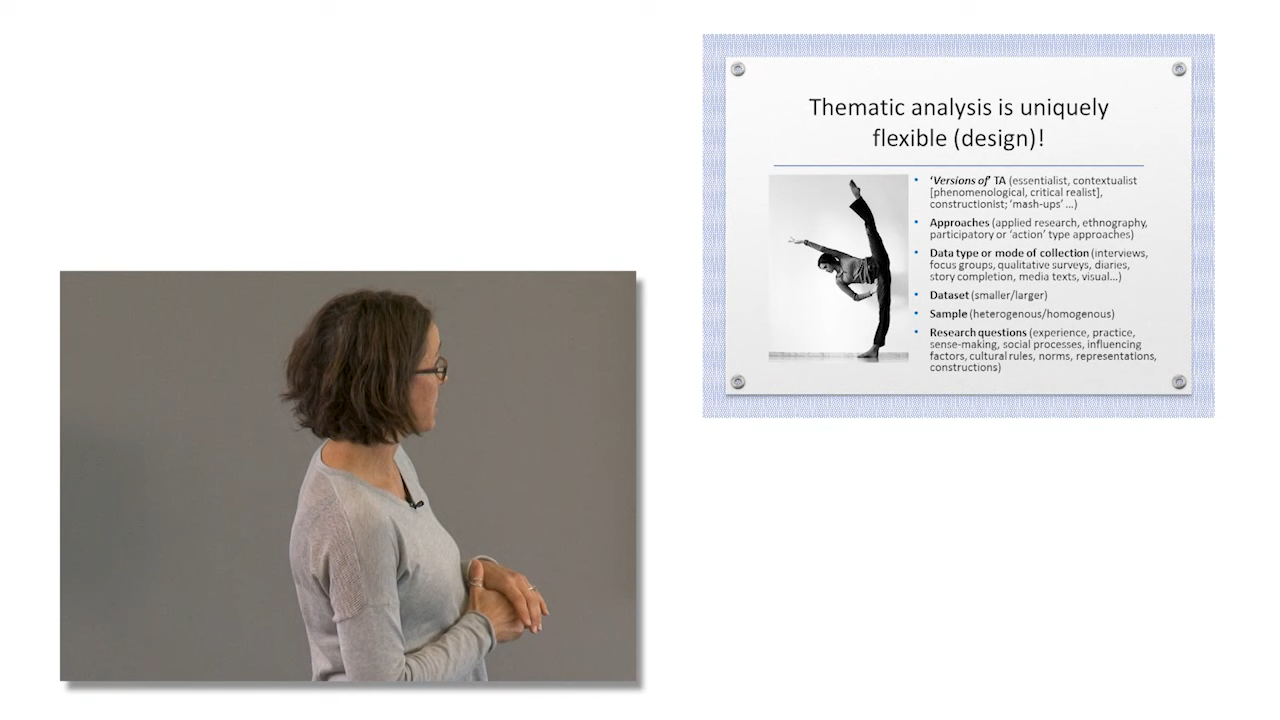 Thematic analysis is uniquely
flexible (design)!
• ‘Versions of’ TA (essentialist, contextualist
[phenomenological, critical realist],
constructionist; ‘mash-ups’ …)
• Approaches (applied research, ethnography,
participatory or ‘action’ type approaches)
• Data type or mode of collection (interviews,
focus groups, qualitative surveys, diaries,
story completion, media texts, visual…)
• Dataset (smaller/larger)
• Sample (heterogenous/homogenous)
• Research questions (experience, practice,
sense-making, social processes, influencing
factors, cultural rules, norms, representations,
constructions)